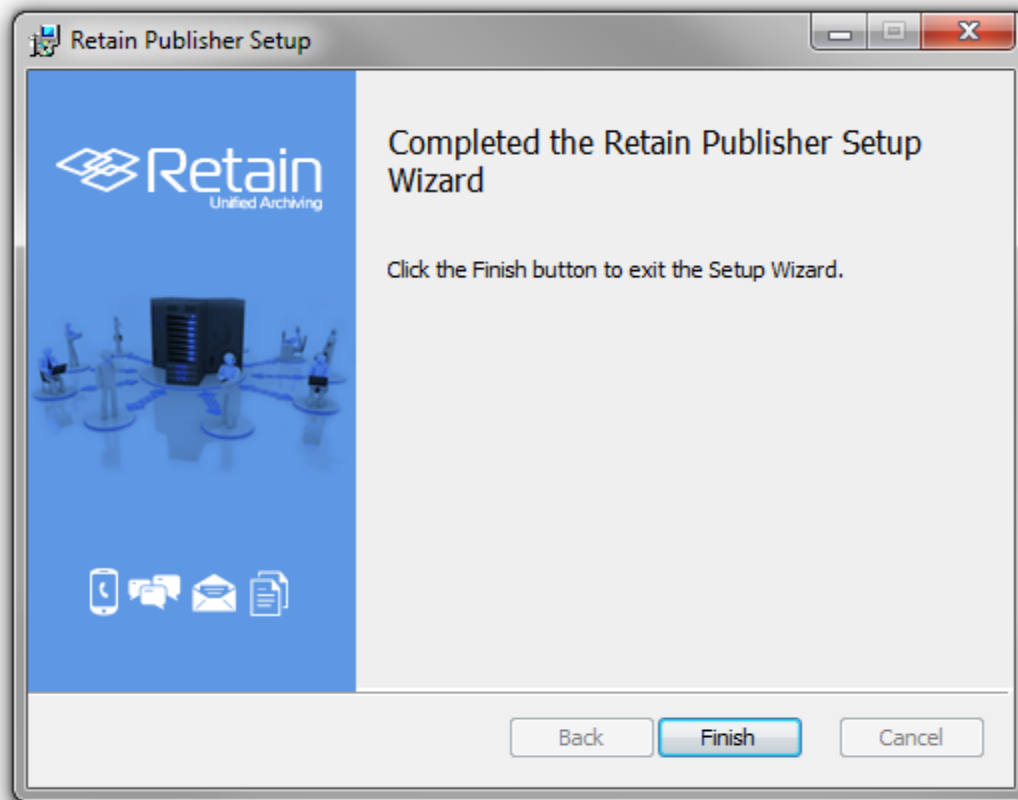 Retain Publisher Setup
Retain
Unified Archiving
Completed the Retain Publisher Setup
Wizard
Click the Finish button to exit the Setup Wizard.
Back
Finish
Cancel